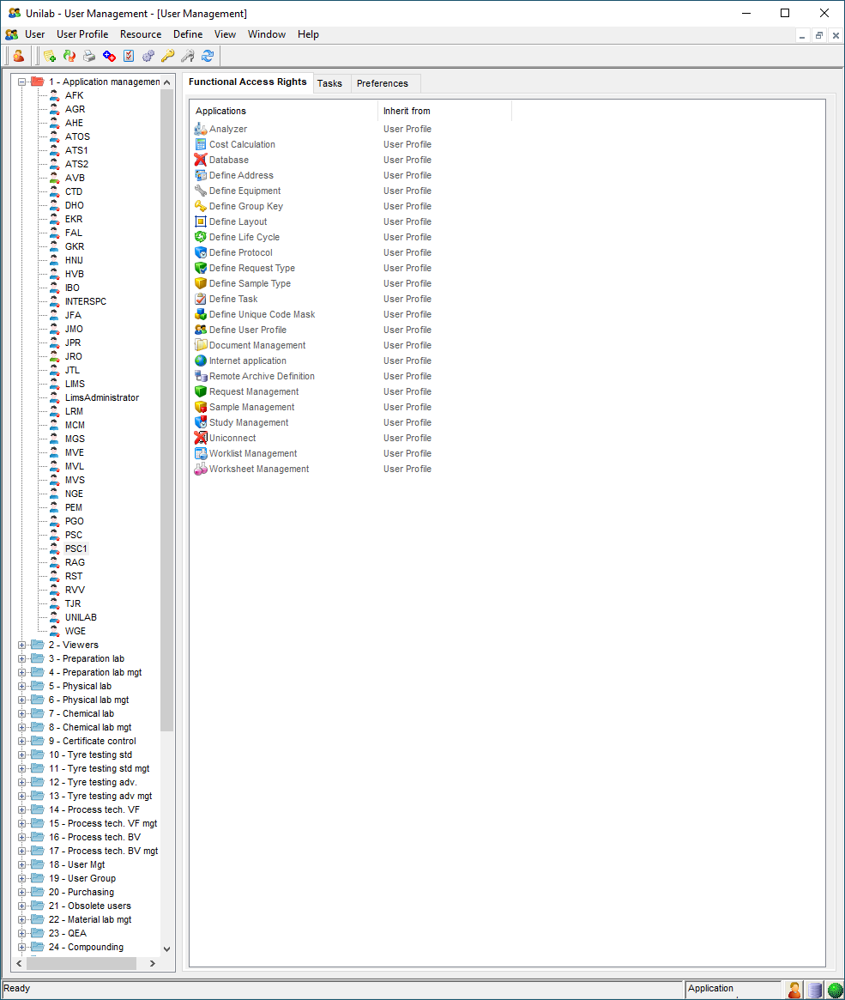 Unilab - User Management - [User Management]
User User Profile Resource Define View Window Help
1 - Application managemen
AFK
AGR
AHE
ATOS
ATS1
ATS2
AVB
CTD
DHO
EKR
FAL
GKR
HNIJ
HVB
IBO
INTERSPC
JFA
JMO
JPR
JRO
JTL
LIMS
LimsAdministrator
LRM
MCM
MGS
MVE
MVL
MVS
NGE
PEM
PGO
PSC
PSC1
RAG
RST
RVV
TJR
UNILAB
WGE
2 - Viewers
3 - Preparation lab
4 - Preparation lab mgt
5 - Physical lab
6 - Physical lab mgt
7 - Chemical lab
8 - Chemical lab mgt
9 - Certificate control
10 - Tyre testing std
11 - Tyre testing std mgt
12 - Tyre testing adv.
13 - Tyre testing adv mgt
14 - Process tech. VF
15 - Process tech. VF mgt
16 - Process tech. BV
17 - Process tech. BV mgt
18 - User Mgt
19 - User Group
20 - Purchasing
21 - Obsolete users
22 - Material lab mgt
23 - QEA
24 - Compounding
Functional Access Rights Tasks Preferences
Applications Inherit from
Analyzer User Profile
Cost Calculation User Profile
Database User Profile
Define Address User Profile
Define Equipment User Profile
Define Group Key User Profile
Define Layout User Profile
Define Life Cycle User Profile
Define Protocol User Profile
Define Request Type User Profile
Define Sample Type User Profile
Define Task User Profile
Define Unique Code Mask User Profile
Define User Profile User Profile
Document Management User Profile
Internet application User Profile
Remote Archive Definition User Profile
Request Management User Profile
Sample Management User Profile
Study Management User Profile
Uniconnect User Profile
Worklist Management User Profile
Worksheet Management User Profile
Ready Application